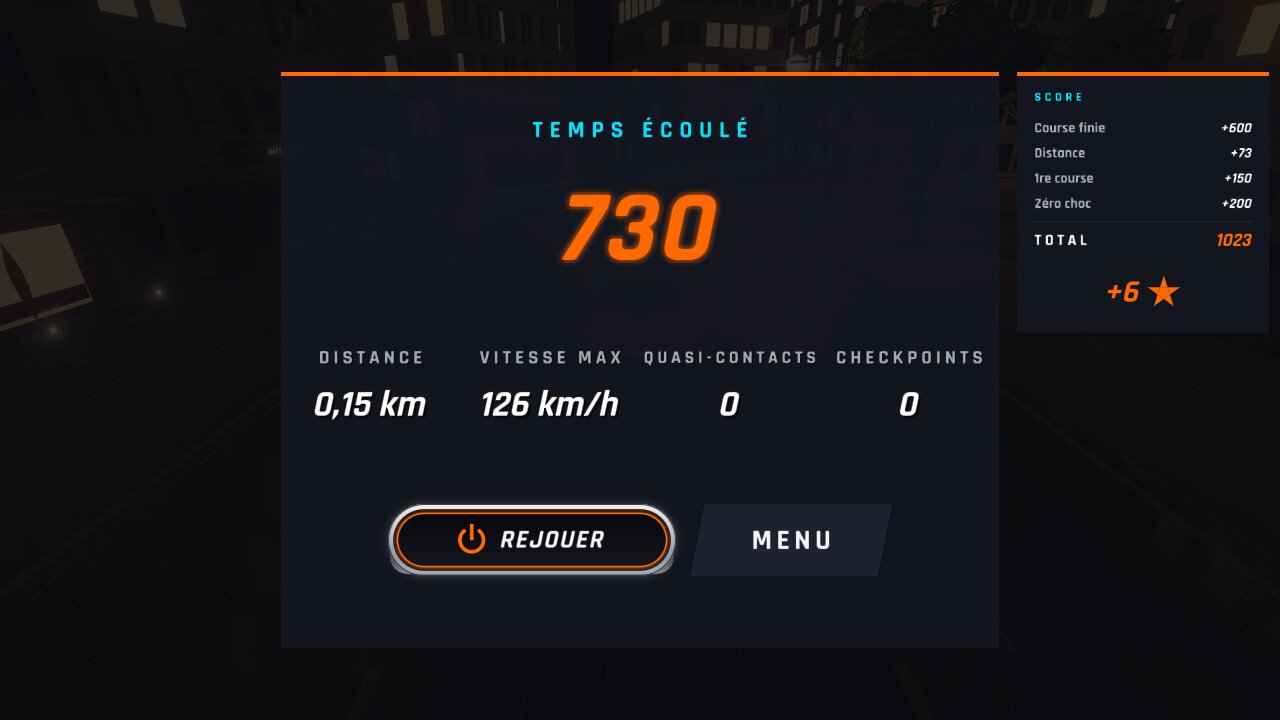 TEMPS ÉCOULÉ
730
DISTANCE VITESSE MAX QUASI-CONTACTS CHECKPOINTS
0,15 km 126 km/h 0 0
REJOUER MENU
SCORE
Course finie +600
Distance +73
1re course +150
Zéro choc +200
TOTAL 1023
+6 ★